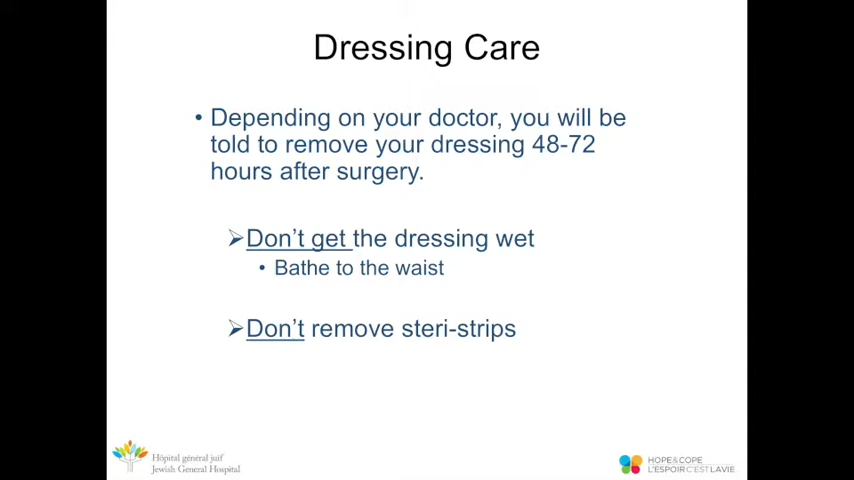 Dressing Care
• Depending on your doctor, you will be
told to remove your dressing 48-72
hours after surgery.
➢Don't get the dressing wet
• Bathe to the waist
➢Don't remove steri-strips
Hôpital général juif
Jewish General Hospital
HOPE&COPE
L'ESPOIR C'EST LA VIE